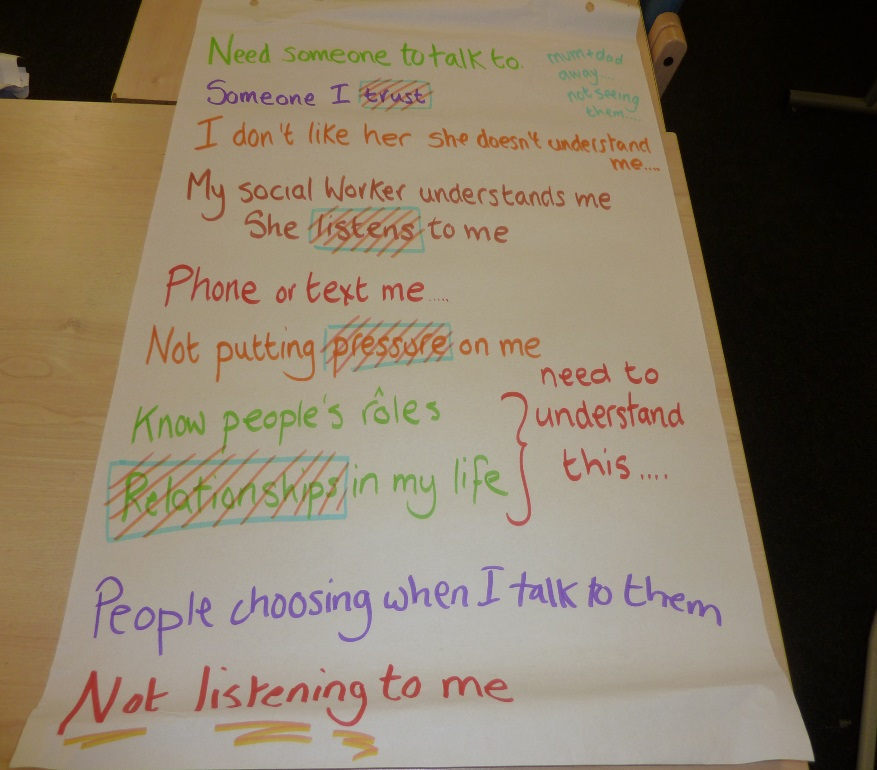 Need someone to talk to.
mum+dad
away....
not seeing
them....
Someone I trust
I don't like her she doesn't understand
me....
My social Worker understands me
She listens to me
Phone or text me.....
Not putting pressure on me
Know people's rôles
Relationships in my life
need to
understand
this....
People choosing when I talk to them
Not listening to me